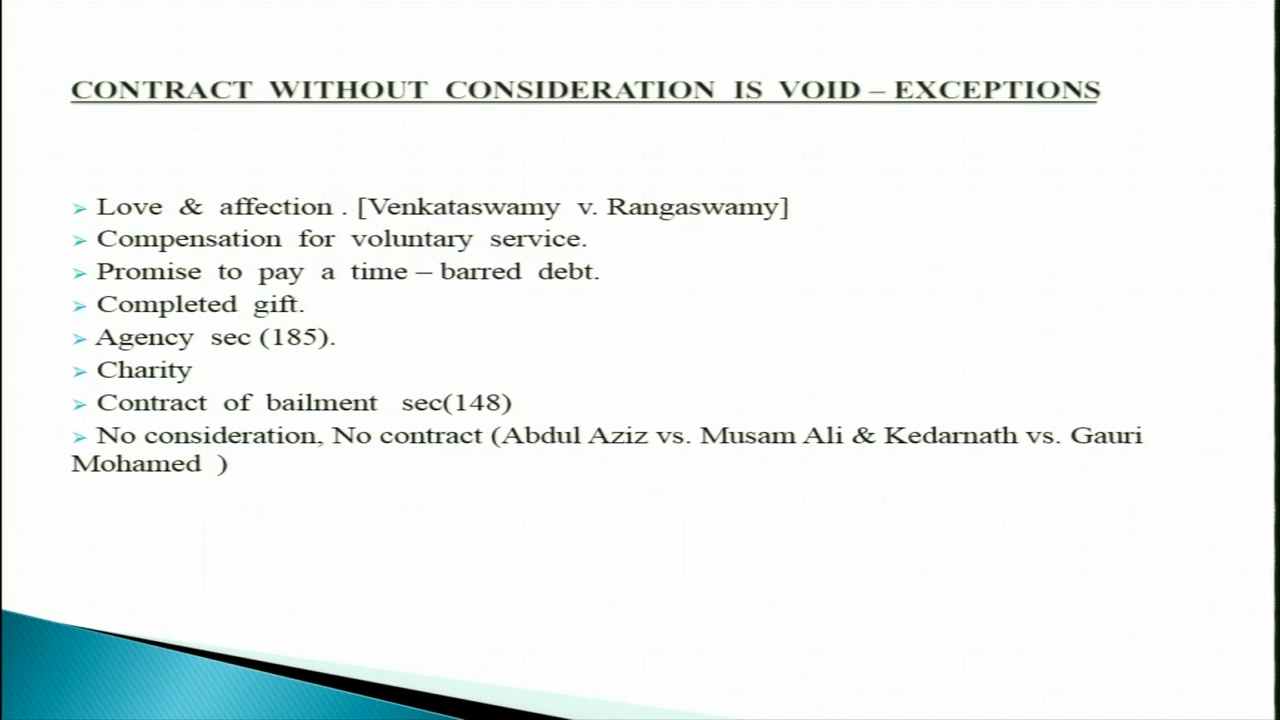 CONTRACT WITHOUT CONSIDERATION IS VOID – EXCEPTIONS
➢ Love & affection . [Venkataswamy v. Rangaswamy]
➢ Compensation for voluntary service.
➢ Promise to pay a time – barred debt.
➢ Completed gift.
➢ Agency sec (185).
➢ Charity
➢ Contract of bailment sec(148)
➢ No consideration, No contract (Abdul Aziz vs. Musam Ali & Kedarnath vs. Gauri
Mohamed )